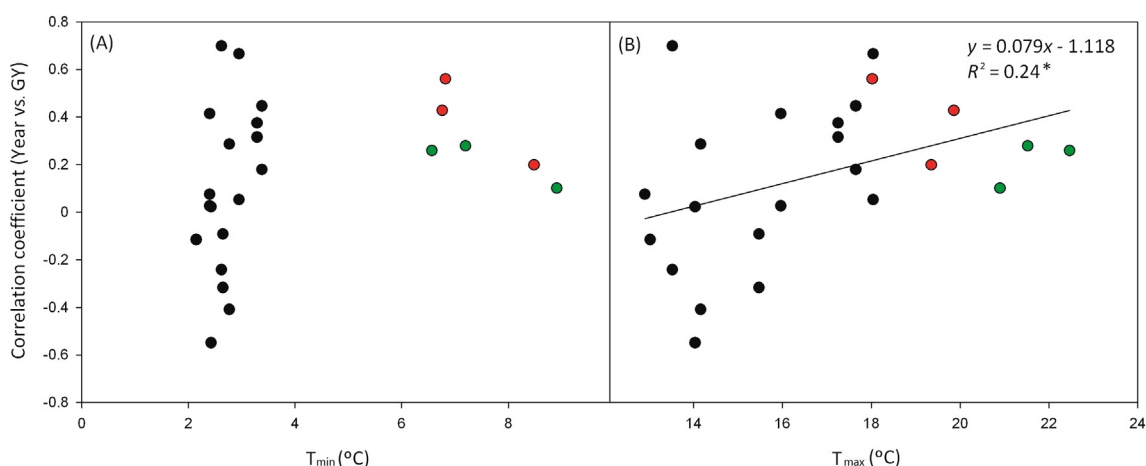 Correlation coefficient (Year vs. GY)
0.8
0.6
0.4
0.2
0
-0.2
-0.4
-0.6
-0.8
(A)
0 2 4 6 8
Tmin (°C)
(B)
y = 0.079x - 1.118
R² = 0.24*
14 16 18 20 22 24
Tmax (°C)